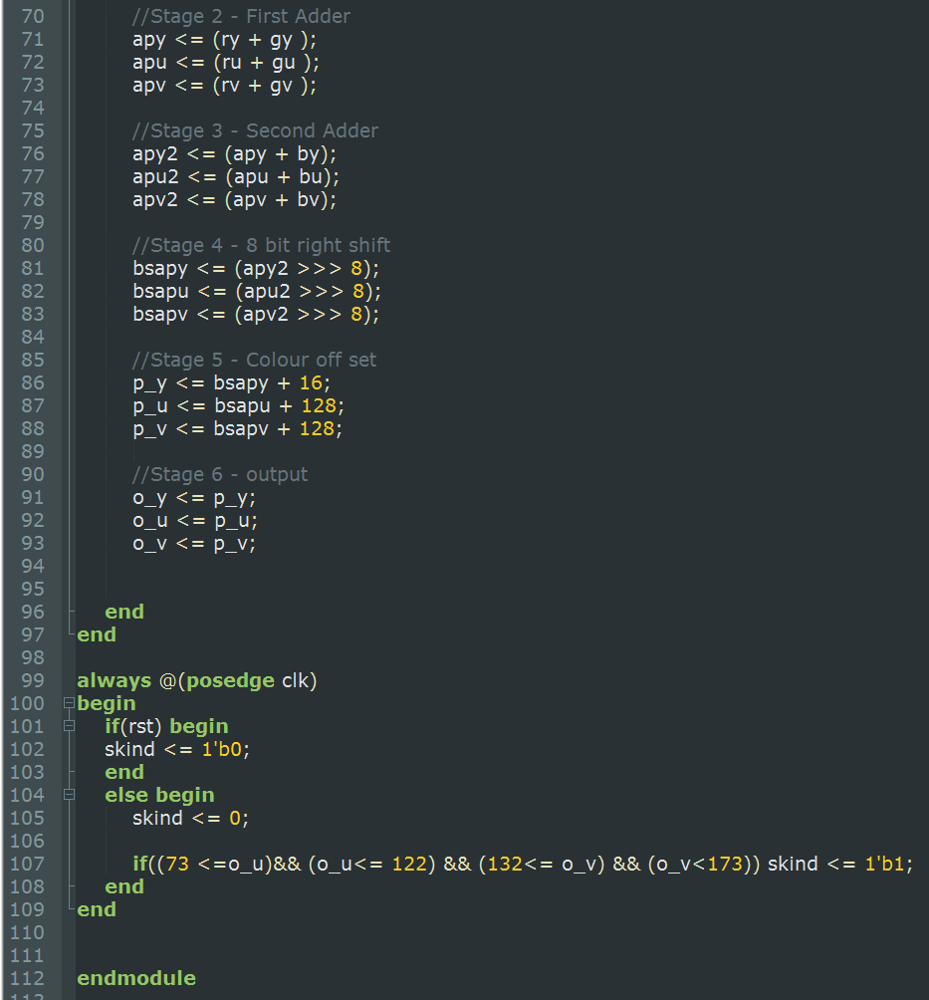 70 //Stage 2 - First Adder
71 apy <= (ry + gy );
72 apu <= (ru + gu );
73 apv <= (rv + gv );
74
75 //Stage 3 - Second Adder
76 apy2 <= (apy + by);
77 apu2 <= (apu + bu);
78 apv2 <= (apv + bv);
79
80 //Stage 4 - 8 bit right shift
81 bsapy <= (apy2 >>> 8);
82 bsapu <= (apu2 >>> 8);
83 bsapv <= (apv2 >>> 8);
84
85 //Stage 5 - Colour off set
86 p_y <= bsapy + 16;
87 p_u <= bsapu + 128;
88 p_v <= bsapv + 128;
89
90 //Stage 6 - output
91 o_y <= p_y;
92 o_u <= p_u;
93 o_v <= p_v;
94
95
96 end
97 end
98
99 always @(posedge clk)
100 begin
101 if(rst) begin
102 skind <= 1'b0;
103 end
104 else begin
105 skind <= 0;
106
107 if((73 <=o_u)&& (o_u<= 122) && (132<= o_v) && (o_v<173)) skind <= 1'b1;
108 end
109 end
110
111
112 endmodule